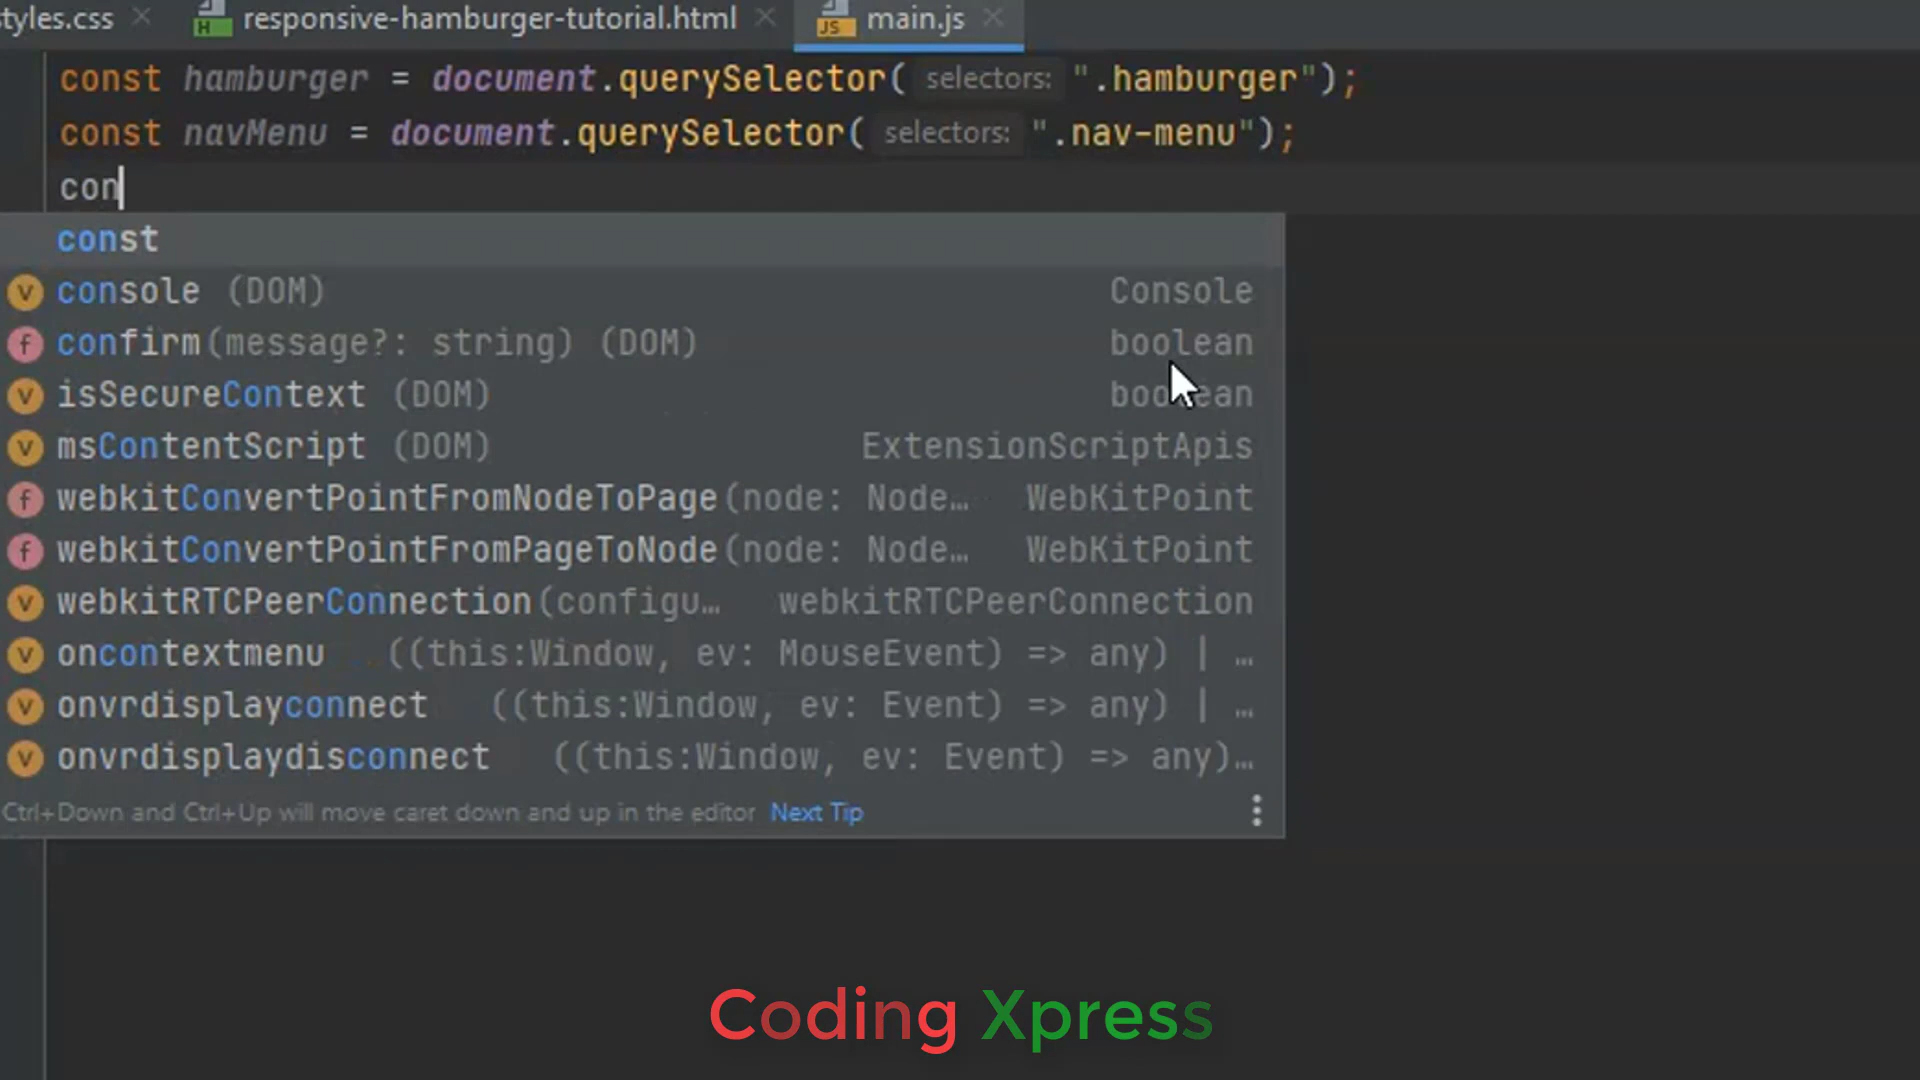 tyles.css × responsive-hamburger-tutorial.html × main.js ×
const hamburger = document.querySelector( selectors: ".hamburger");
const navMenu = document.querySelector( selectors: ".nav-menu");
con
const
console (DOM) Console
confirm(message?: string) (DOM) boolean
isSecureContext (DOM) boolean
msContentScript (DOM) ExtensionScriptApis
webkitConvertPointFromNodeToPage(node: Node… WebKitPoint
webkitConvertPointFromPageToNode(node: Node… WebKitPoint
webkitRTCPeerConnection(configu… webkitRTCPeerConnection
oncontextmenu ((this:Window, ev: MouseEvent) => any) | …
onvrdisplayconnect ((this:Window, ev: Event) => any) | …
onvrdisplaydisconnect ((this:Window, ev: Event) => any)…
Ctrl+Down and Ctrl+Up will move caret down and up in the editor Next Tip
Coding Xpress